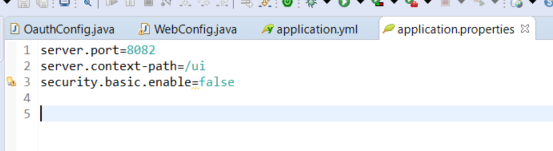 OauthConfig.java
WebConfig.java
application.yml
application.properties
1 server.port=8082
2 server.context-path=/ui
3 security.basic.enable=false
4
5